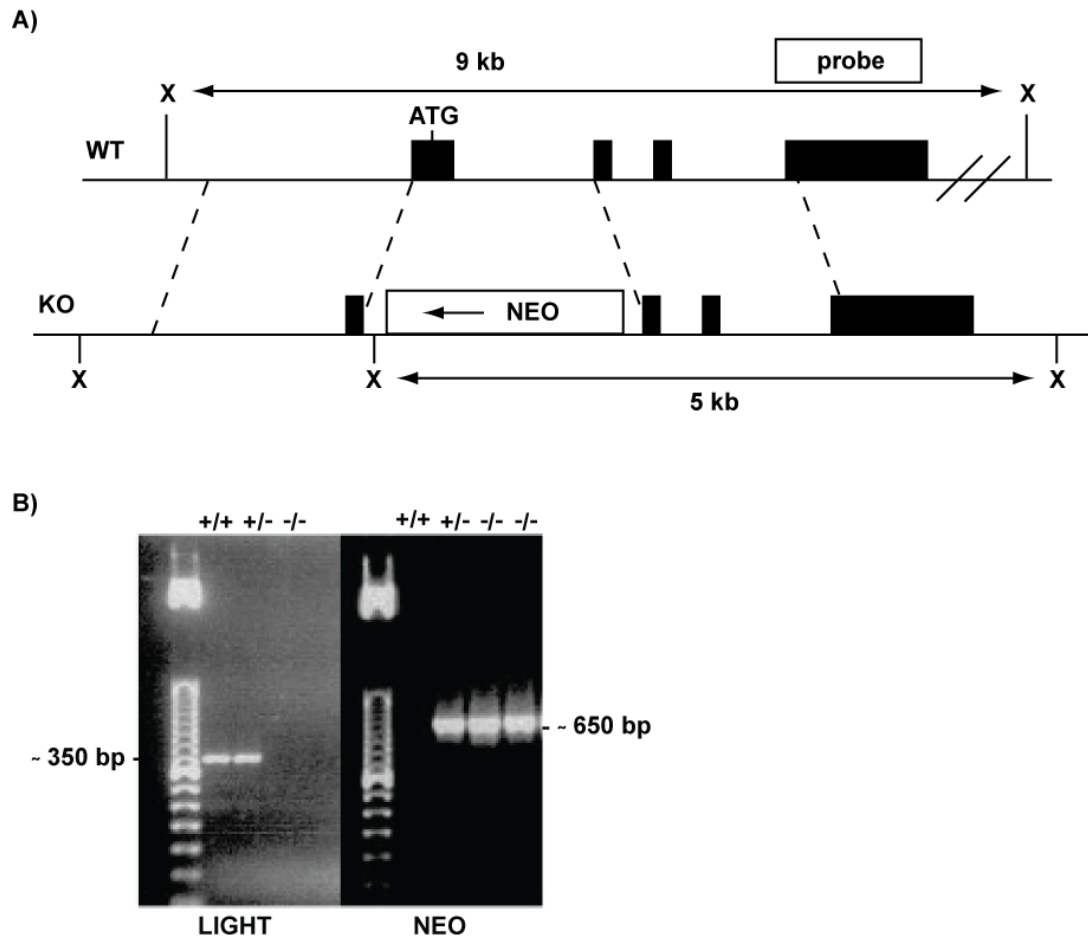 A)
9 kb
probe
X
X
ATG
WT
KO
NEO
X
X
X
5 kb
B)
+/+ +/- -/-
+/+ +/- -/- -/-
~ 350 bp -
- ~ 650 bp
LIGHT
NEO